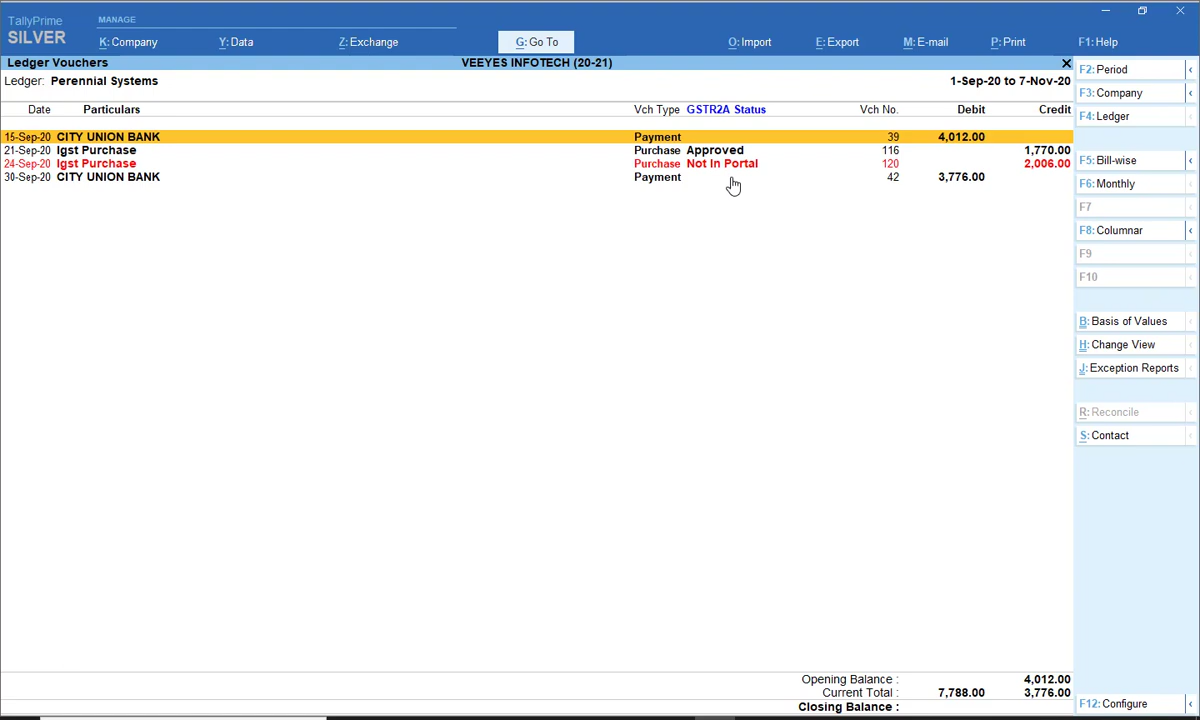 TallyPrime
SILVER
MANAGE
K: Company Y: Data Z: Exchange G: Go To O: Import E: Export M: E-mail P: Print F1: Help
Ledger Vouchers VEEYES INFOTECH (20-21)
Ledger: Perennial Systems 1-Sep-20 to 7-Nov-20
Date Particulars Vch Type GSTR2A Status Vch No. Debit Credit
15-Sep-20 CITY UNION BANK Payment 39 4,012.00
21-Sep-20 Igst Purchase Purchase Approved 116 1,770.00
24-Sep-20 Igst Purchase Purchase Not In Portal 120 2,006.00
30-Sep-20 CITY UNION BANK Payment 42 3,776.00
Opening Balance : 4,012.00
Current Total : 7,788.00 3,776.00
Closing Balance :
F2: Period
F3: Company
F4: Ledger
F5: Bill-wise
F6: Monthly
F7
F8: Columnar
F9
F10
B: Basis of Values
H: Change View
J: Exception Reports
R: Reconcile
S: Contact
F12: Configure